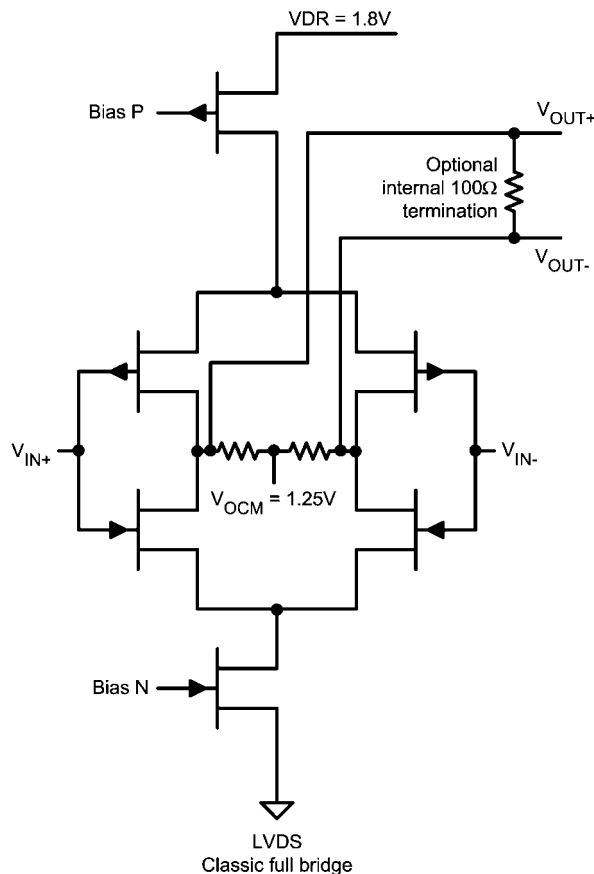 VDR = 1.8V
Bias P
VOUT+
Optional
internal 100Ω
termination
VOUT-
VIN+
VIN-
VOCM = 1.25V
Bias N
LVDS
Classic full bridge